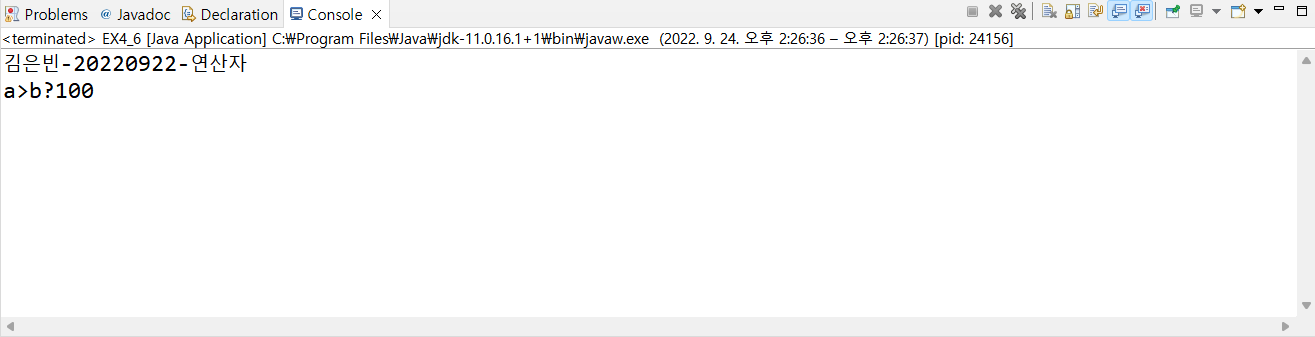 Problems @ Javadoc Declaration Console
<terminated> EX4_6 [Java Application] C:₩Program Files₩Java₩jdk-11.0.16.1+1₩bin₩javaw.exe (2022. 9. 24. 오후 2:26:36 – 오후 2:26:37) [pid: 24156]
김은빈-20220922-연산자
a>b?100